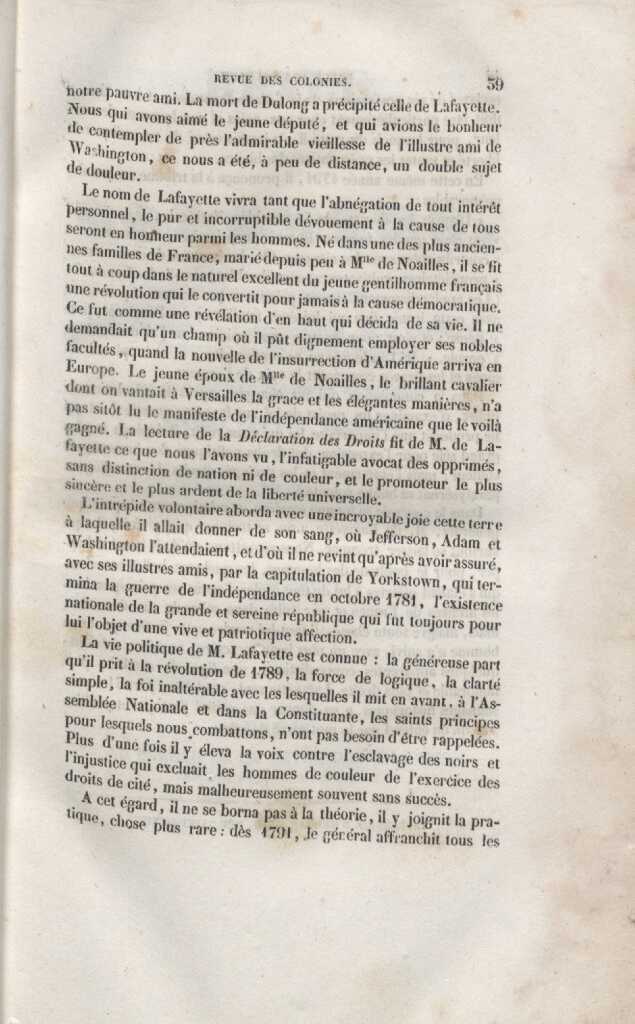 REVUE DES COLONIES. 39
notre pauvre ami. La mort de Dulong a précipité celle de Lafayette.
Nous qui avons aimé le jeune député, et qui avions le bonheur
de contempler de près l'admirable vieillesse de l'illustre ami de
Washington, ce nous a été, à peu de distance, un double sujet
de douleur.
Le nom de Lafayette vivra tant que l'abnégation de tout intérêt
personnel, le pur et incorruptible dévouement à la cause de tous
seront en honneur parmi les hommes. Né dans une des plus ancien-
nes familles de France, marié depuis peu à Mlle de Noailles, il se fit
tout à coup dans le naturel excellent du jeune gentilhomme français
une révolution qui le convertit pour jamais à la cause démocratique.
Ce fut comme une révélation d'en haut qui décida de sa vie. Il ne
demandait qu'un champ où il pût dignement employer ses nobles
facultés, quand la nouvelle de l'insurrection d'Amérique arriva en
Europe. Le jeune époux de Mlle de Noailles, le brillant cavalier
dont on vantait à Versailles la grace et les élégantes manières, n'a
pas sitôt lu le manifeste de l'indépendance américaine que le voilà
gagné. La lecture de la Déclaration des Droits fit de M. de La-
fayette ce que nous l'avons vu, l'infatigable avocat des opprimés,
sans distinction de nation ni de couleur, et le promoteur le plus
sincère et le plus ardent de la liberté universelle.
L'intrépide volontaire aborda avec une incroyable joie cette terre
à laquelle il allait donner de son sang, où Jefferson, Adam et
Washington l'attendaient, et d'où il ne revint qu'après avoir assuré,
avec ses illustres amis, par la capitulation de Yorkstown, qui ter-
mina la guerre de l'indépendance en octobre 1781, l'existence
nationale de la grande et sereine république qui fut toujours pour
lui l'objet d'une vive et patriotique affection.
La vie politique de M. Lafayette est connue : la généreuse part
qu'il prit à la révolution de 1789, la force de logique, la clarté
simple, la foi inaltérable avec les lesquelles il mit en avant, à l'As-
semblée Nationale et dans la Constituante, les saints principes
pour lesquels nous combattons, n'ont pas besoin d'être rappelées.
Plus d'une fois il y éleva la voix contre l'esclavage des noirs et
l'injustice qui excluait les hommes de couleur de l'exercice des
droits de cité, mais malheureusement souvent sans succès.
A cet égard, il ne se borna pas à la théorie, il y joignit la pra-
tique, chose plus rare : dès 1791, le général affranchit tous les